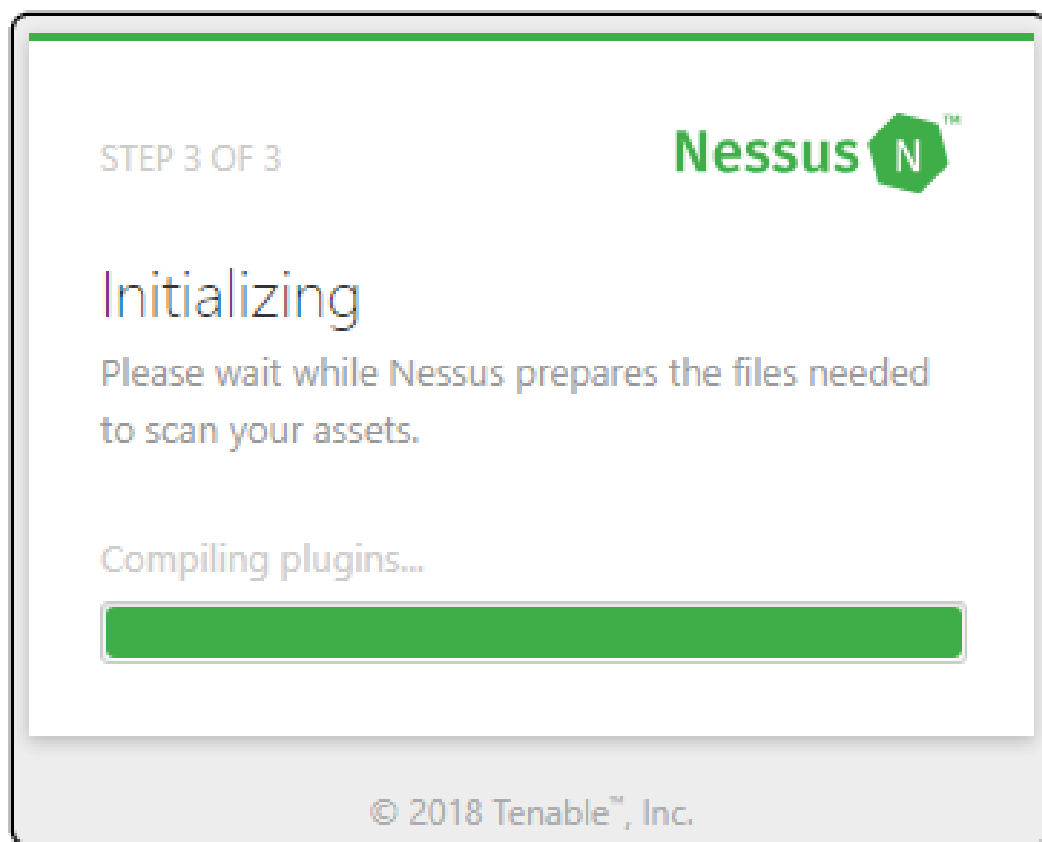 STEP 3 OF 3
Nessus N™
Initializing
Please wait while Nessus prepares the files needed
to scan your assets.
Compiling plugins...
© 2018 Tenable™, Inc.